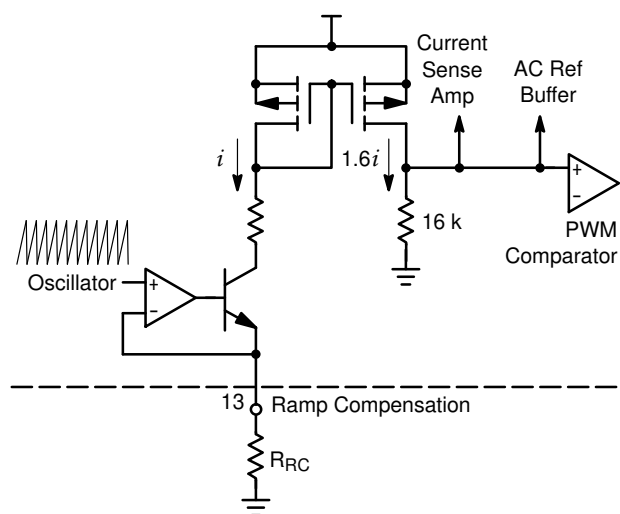 Current
Sense
Amp
AC Ref
Buffer
i
1.6i
+
−
16 k
PWM
Comparator
Oscillator
+
−
13
Ramp Compensation
RRC